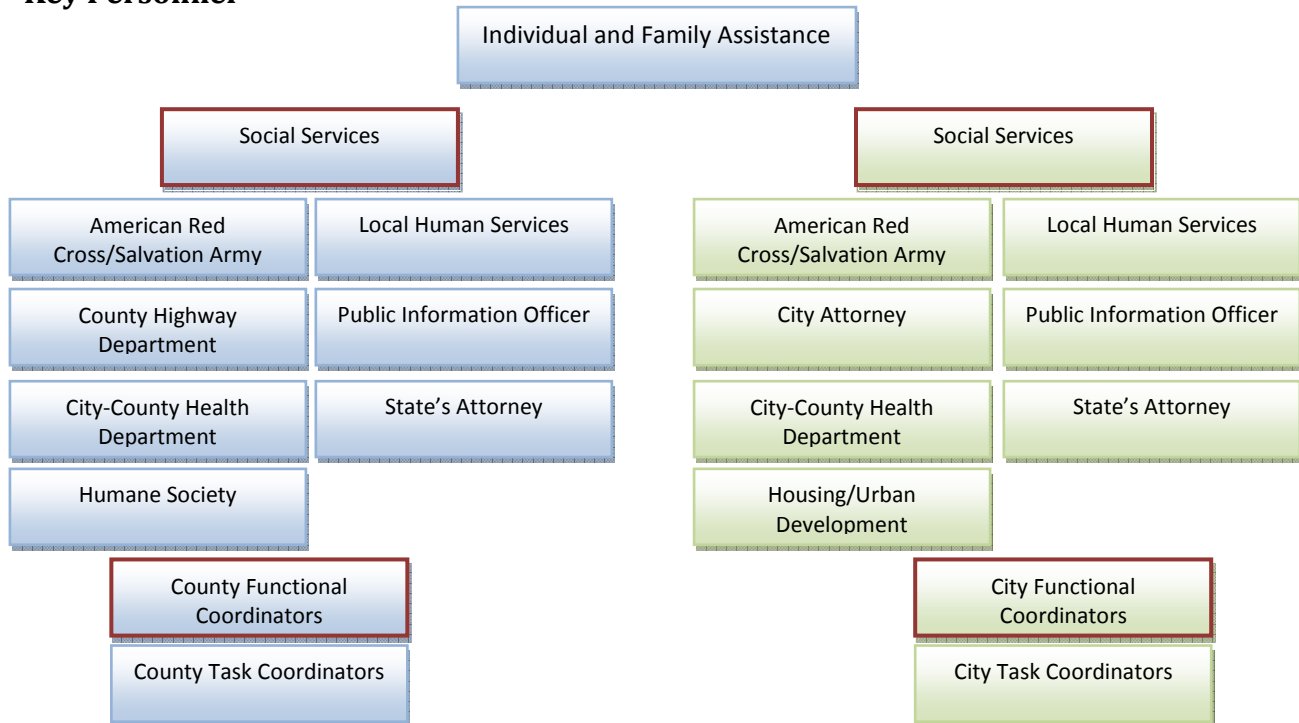 Key Personnel
Individual and Family Assistance
Social Services
Social Services
American Red
Cross/Salvation Army
Local Human Services
American Red
Cross/Salvation Army
Local Human Services
County Highway
Department
Public Information Officer
City Attorney
Public Information Officer
City-County Health
Department
State’s Attorney
City-County Health
Department
State’s Attorney
Humane Society
Housing/Urban
Development
County Functional
Coordinators
City Functional
Coordinators
County Task Coordinators
City Task Coordinators